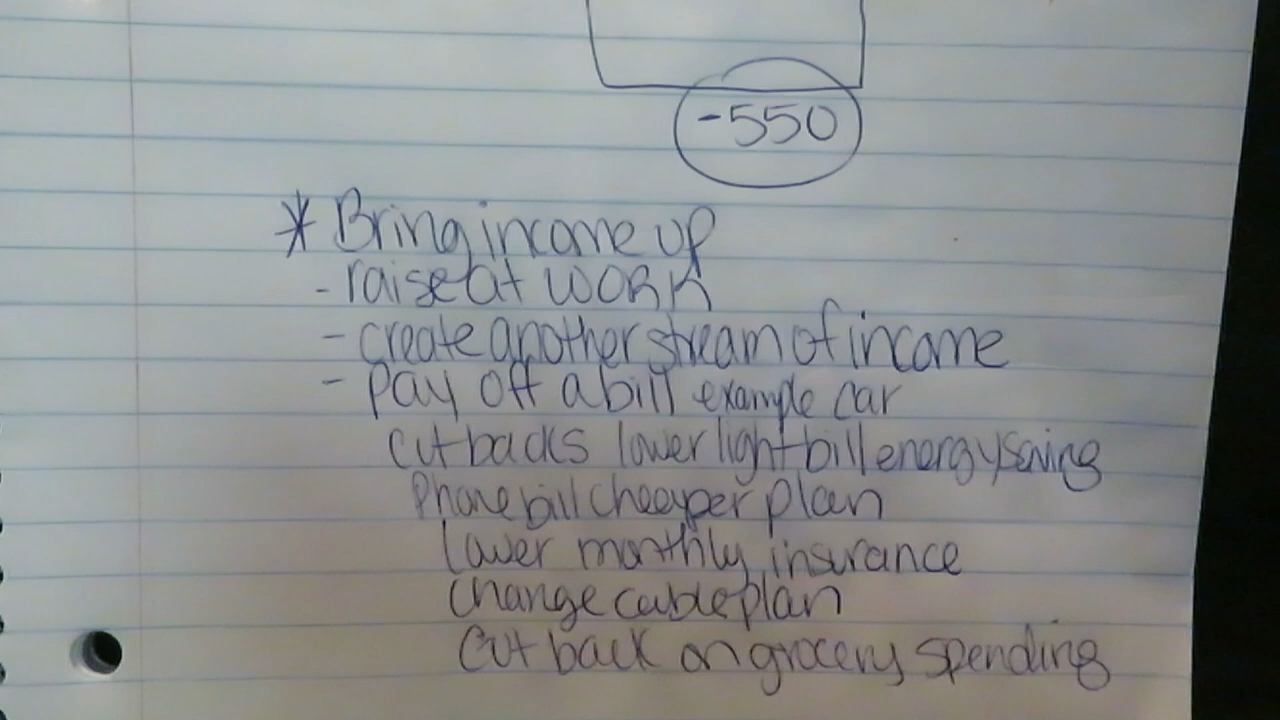 -550
* Bring income up
- raise at WORK
- create another stream of income
- pay off a bill example car
cut backs lower light bill energy saving
Phone bill cheeper plan
lower monthly insurance
change cable plan
Cut back on grocery spending